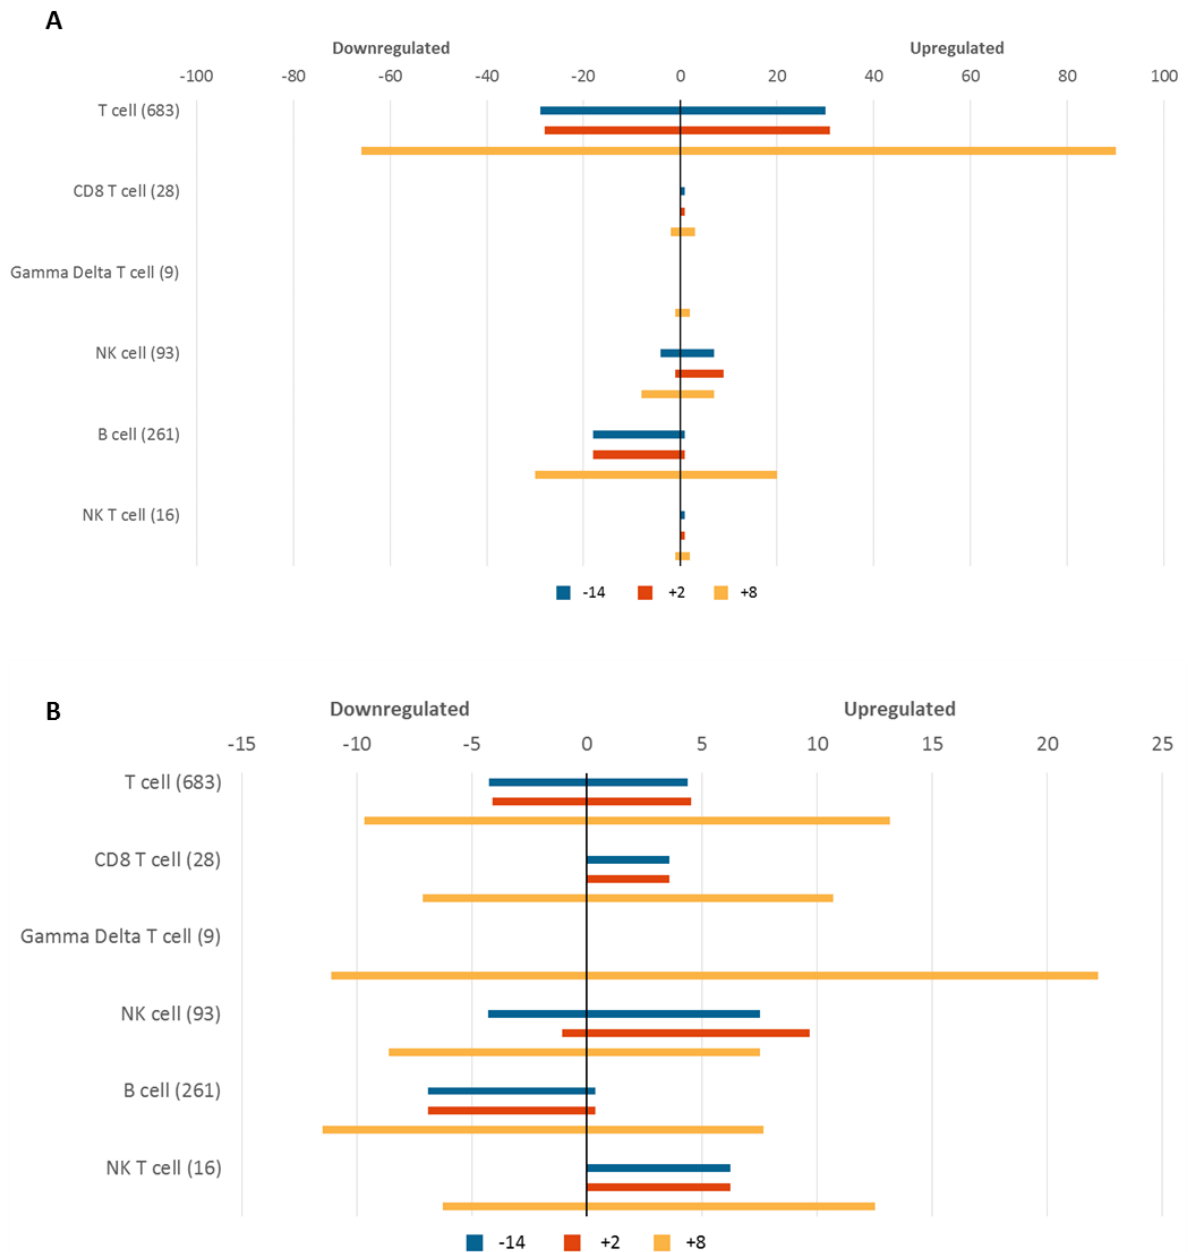 A
Downregulated Upregulated
-100 -80 -60 -40 -20 0 20 40 60 80 100
T cell (683)
CD8 T cell (28)
Gamma Delta T cell (9)
NK cell (93)
B cell (261)
NK T cell (16)
-14 +2 +8
B
Downregulated Upregulated
-15 -10 -5 0 5 10 15 20 25
T cell (683)
CD8 T cell (28)
Gamma Delta T cell (9)
NK cell (93)
B cell (261)
NK T cell (16)
-14 +2 +8